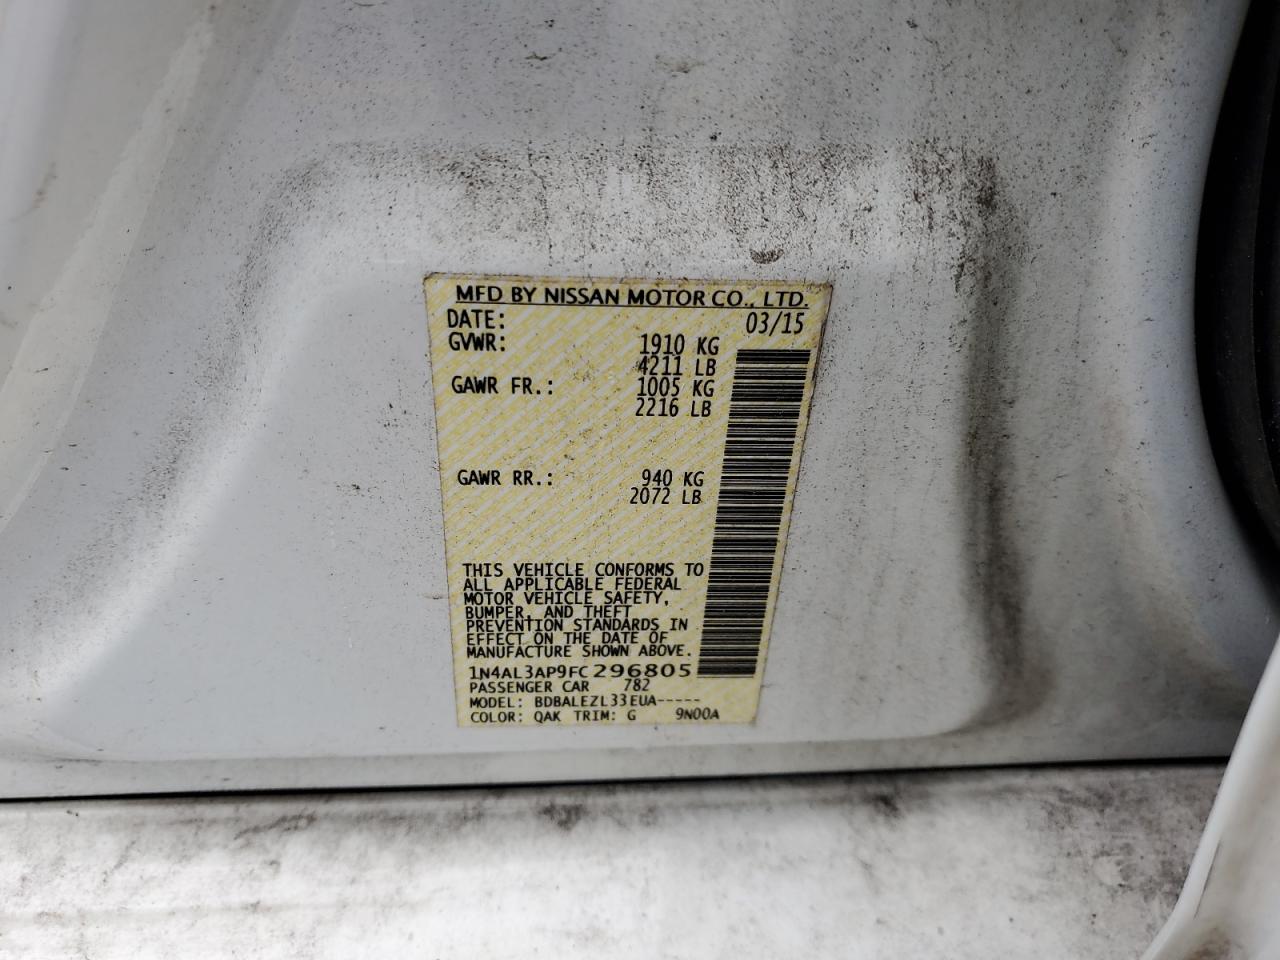 MFD BY NISSAN MOTOR CO., LTD.
DATE: 03/15
GVWR: 1910 KG
4211 LB
GAWR FR.: 1005 KG
2216 LB
GAWR RR.: 940 KG
2072 LB
THIS VEHICLE CONFORMS TO
ALL APPLICABLE FEDERAL
MOTOR VEHICLE SAFETY,
BUMPER, AND THEFT
PREVENTION STANDARDS IN
EFFECT ON THE DATE OF
MANUFACTURE SHOWN ABOVE.
1N4AL3AP9FC296805
PASSENGER CAR 782
MODEL: BDBALEZL33EUA-----
COLOR: QAK TRIM: G 9N00A